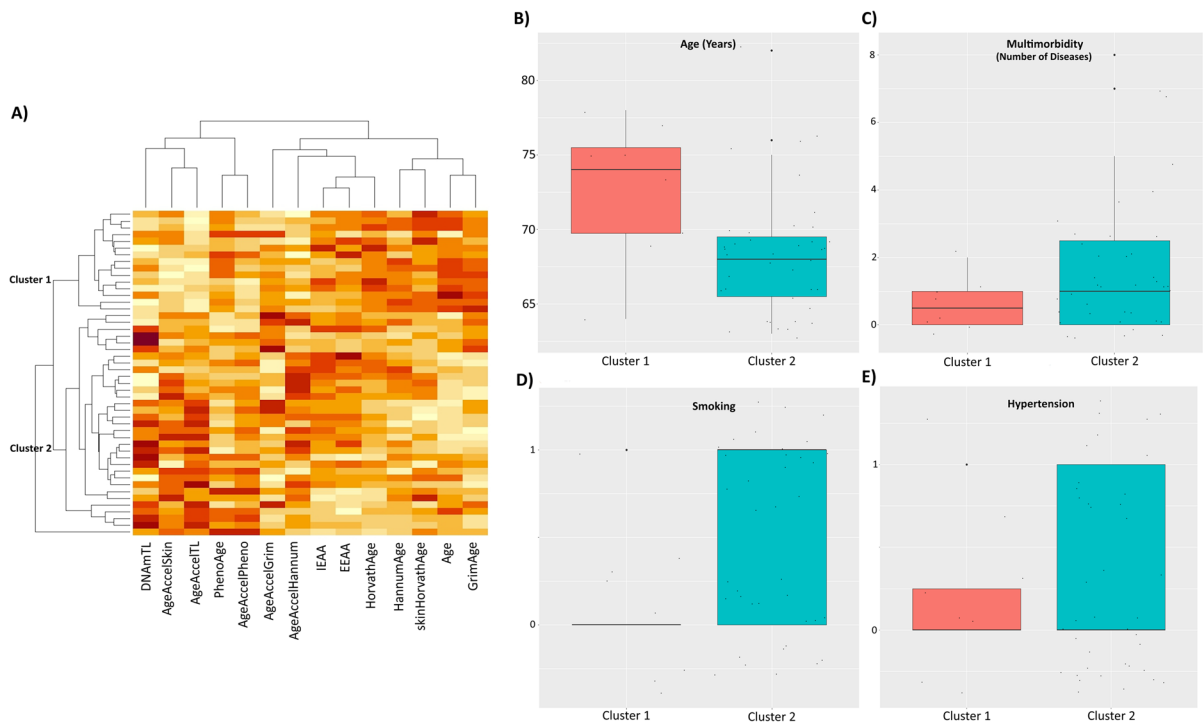 A)
Cluster 1
Cluster 2
DNAmTL
AgeAccelSkin
AgeAccelTL
PhenoAge
AgeAccelPheno
AgeAccelGrim
AgeAccelHannum
IEAA
EEAA
HorvathAge
HannumAge
skinHorvathAge
Age
GrimAge
B)
Age (Years)
80
75
70
65
Cluster 1
Cluster 2
C)
Multimorbidity
(Number of Diseases)
8
6
4
2
0
Cluster 1
Cluster 2
D)
Smoking
1
0
Cluster 1
Cluster 2
E)
Hypertension
1
0
Cluster 1
Cluster 2